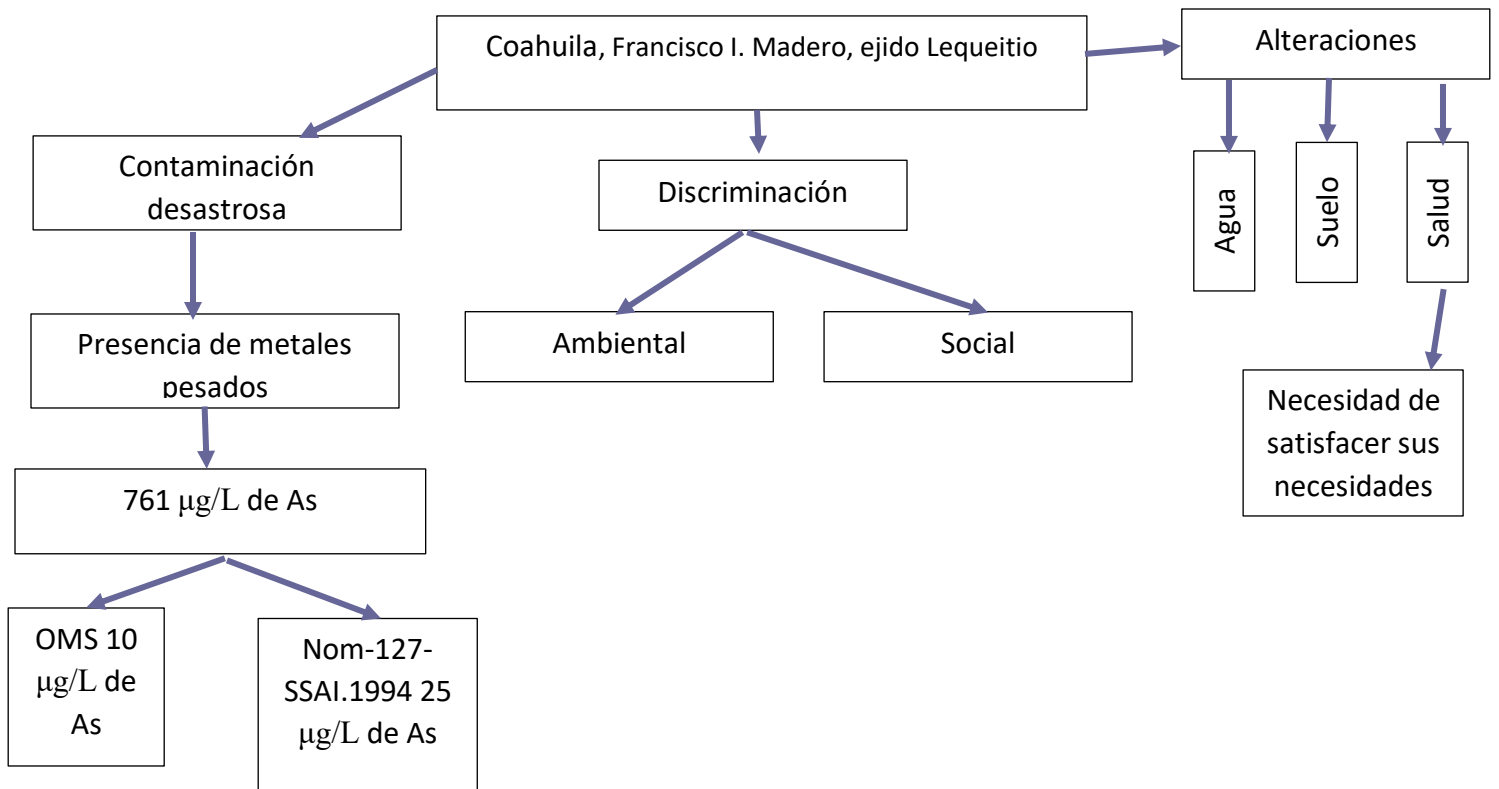 Coahuila, Francisco I. Madero, ejido Lequeitio
Alteraciones
Contaminación
desastrosa
Discriminación
Agua
Suelo
Salud
Presencia de metales
pesados
Ambiental
Social
Necesidad de
satisfacer sus
necesidades
761 µg/L de As
OMS 10
µg/L de
As
Nom-127-
SSAI.1994 25
µg/L de As